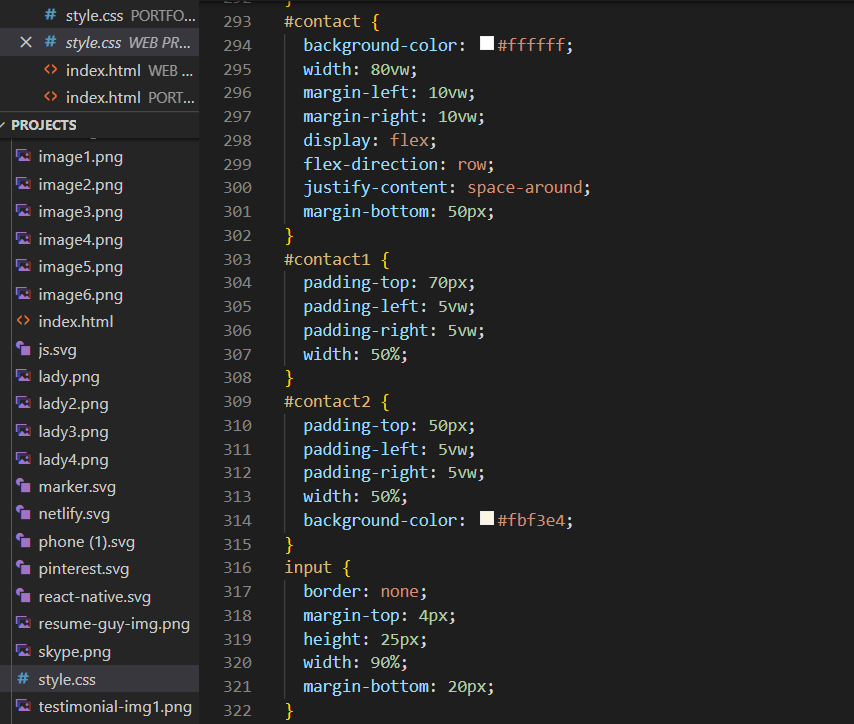 style.css PORTFO...
style.css WEB PR...
index.html WEB ...
index.html PORT...
PROJECTS
image1.png
image2.png
image3.png
image4.png
image5.png
image6.png
index.html
js.svg
lady.png
lady2.png
lady3.png
lady4.png
marker.svg
netlify.svg
phone (1).svg
pinterest.svg
react-native.svg
resume-guy-img.png
skype.png
style.css
testimonial-img1.png
293 #contact {
294 background-color: #ffffff;
295 width: 80vw;
296 margin-left: 10vw;
297 margin-right: 10vw;
298 display: flex;
299 flex-direction: row;
300 justify-content: space-around;
301 margin-bottom: 50px;
302 }
303 #contact1 {
304 padding-top: 70px;
305 padding-left: 5vw;
306 padding-right: 5vw;
307 width: 50%;
308 }
309 #contact2 {
310 padding-top: 50px;
311 padding-left: 5vw;
312 padding-right: 5vw;
313 width: 50%;
314 background-color: #fbf3e4;
315 }
316 input {
317 border: none;
318 margin-top: 4px;
319 height: 25px;
320 width: 90%;
321 margin-bottom: 20px;
322 }